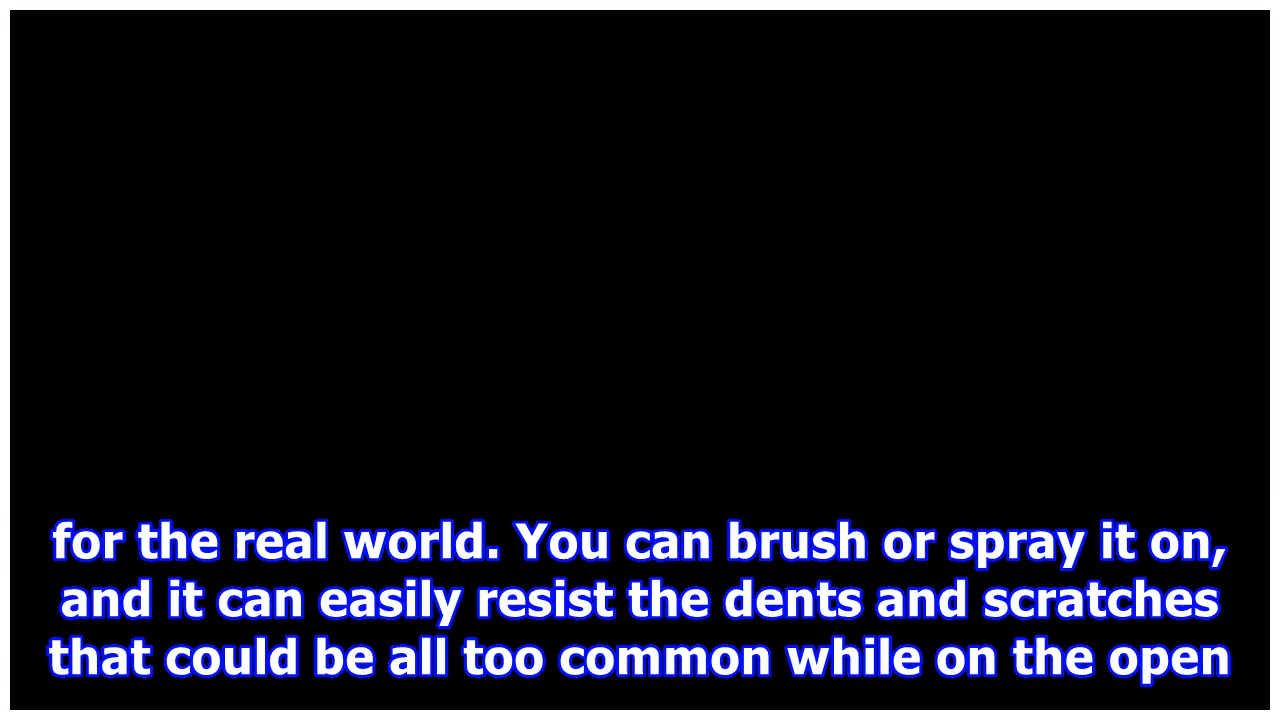 for the real world. You can brush or spray it on,
and it can easily resist the dents and scratches
that could be all too common while on the open